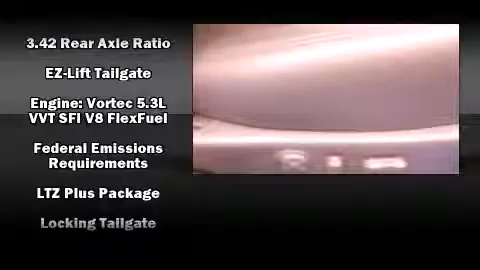 3.42 Rear Axle Ratio
EZ-Lift Tailgate
Engine: Vortec 5.3L
VVT SFI V8 FlexFuel
Federal Emissions
Requirements
LTZ Plus Package
Locking Tailgate